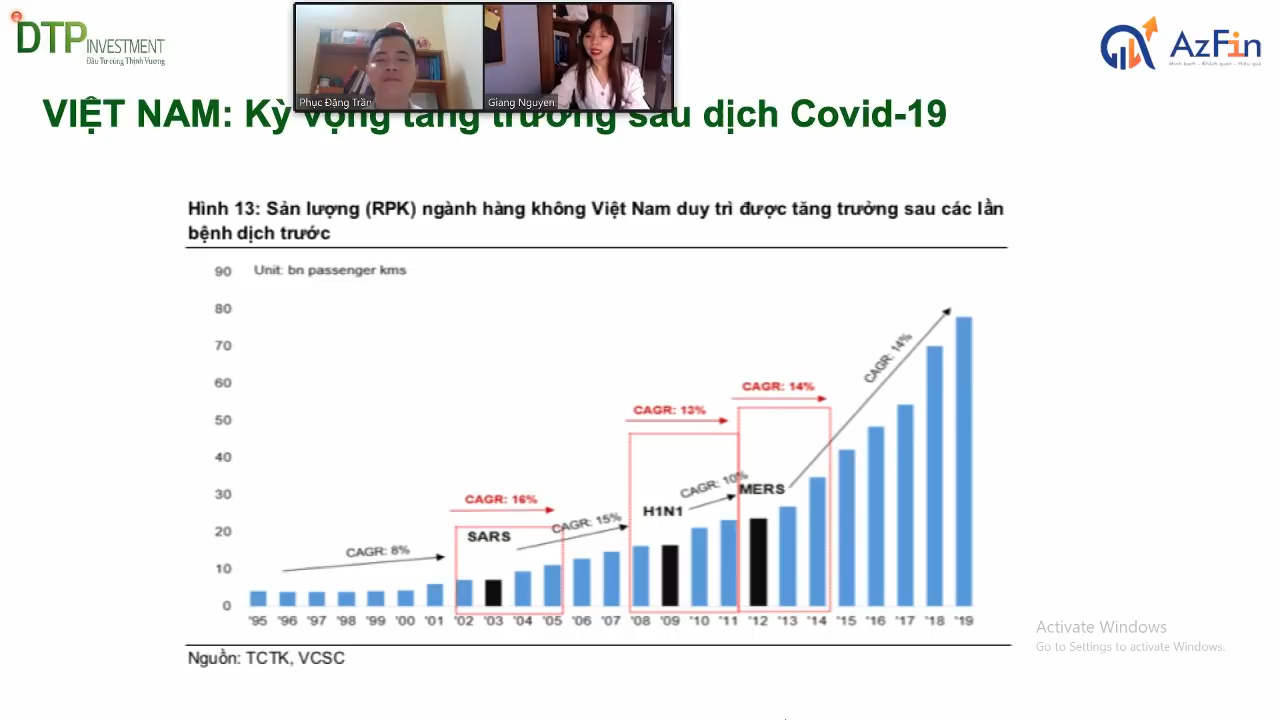 DTP INVESTMENT
Đầu Tư cùng Thịnh Vượng
Phục Đặng Trần
Giang Nguyen
AzFin
Minh bạch - Khách quan - Hiệu quả
VIỆT NAM: Kỳ vọng tăng trưởng sau dịch Covid-19
Hình 13: Sản lượng (RPK) ngành hàng không Việt Nam duy trì được tăng trưởng sau các lần
bệnh dịch trước
Unit: bn passenger kms
90
80
70
60
50
40
30
20
10
0
CAGR: 8%
CAGR: 16%
SARS
CAGR: 15%
CAGR: 13%
H1N1
CAGR: 10%
CAGR: 14%
MERS
CAGR: 14%
'95 '96 '97 '98 '99 '00 '01 '02 '03 '04 '05 '06 '07 '08 '09 '10 '11 '12 '13 '14 '15 '16 '17 '18 '19
Nguồn: TCTK, VCSC
Activate Windows
Go to Settings to activate Windows.